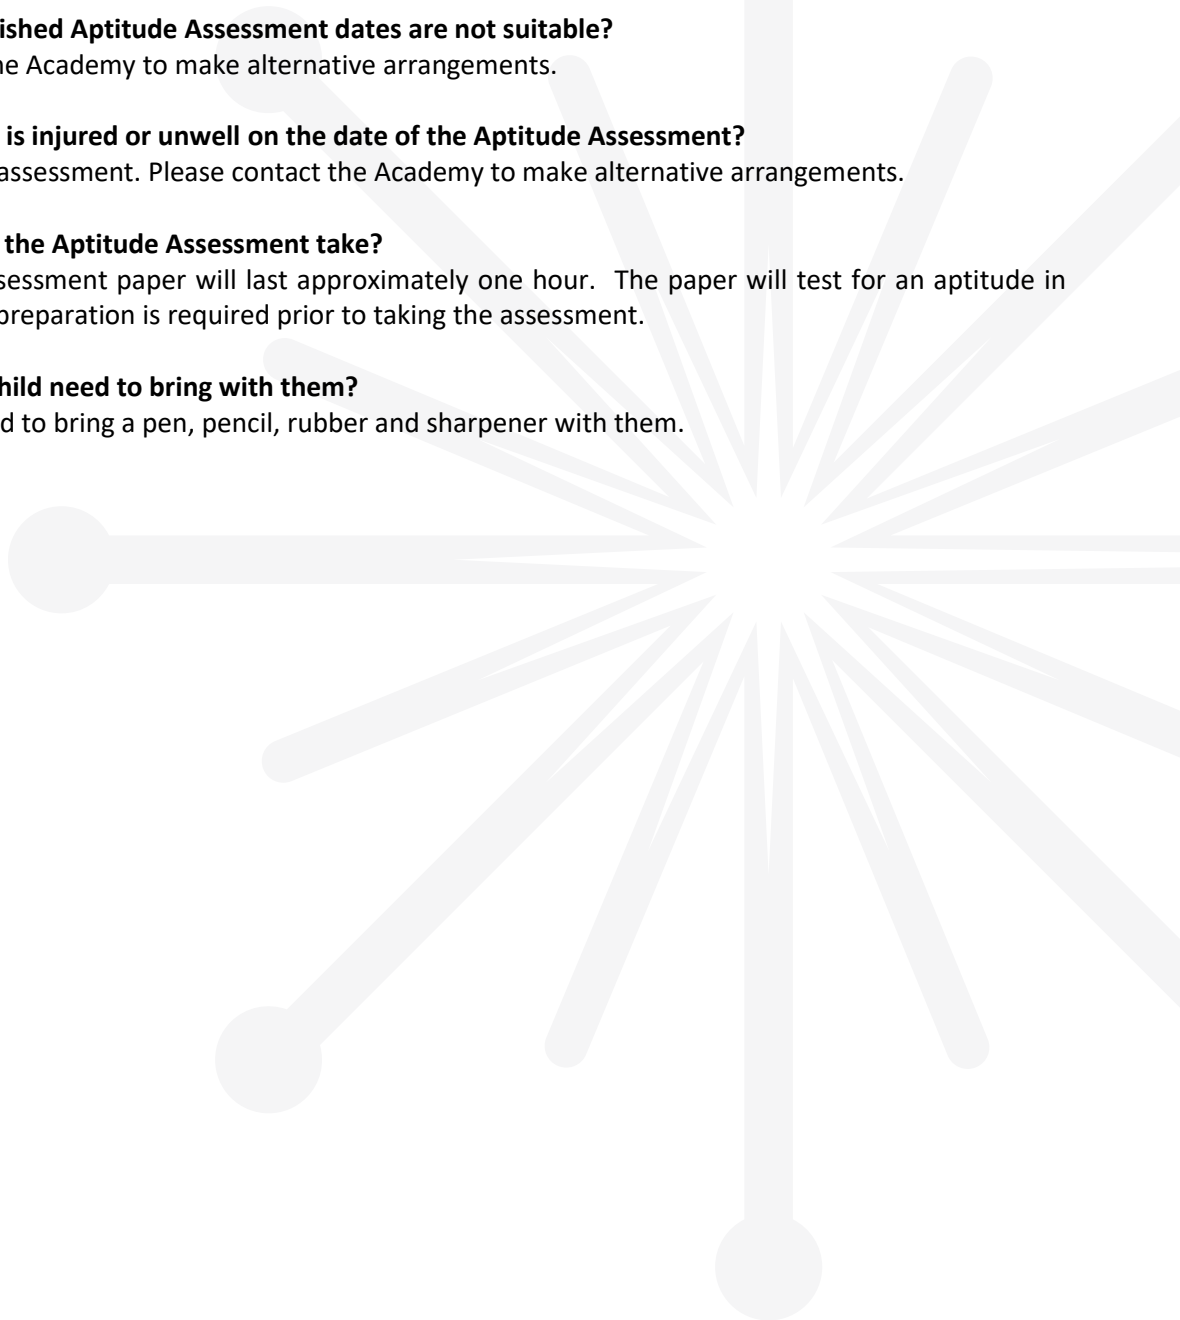 ished Aptitude Assessment dates are not suitable?
he Academy to make alternative arrangements.
is injured or unwell on the date of the Aptitude Assessment?
assessment. Please contact the Academy to make alternative arrangements.
the Aptitude Assessment take?
sessment paper will last approximately one hour. The paper will test for an aptitude in
preparation is required prior to taking the assessment.
hild need to bring with them?
d to bring a pen, pencil, rubber and sharpener with them.